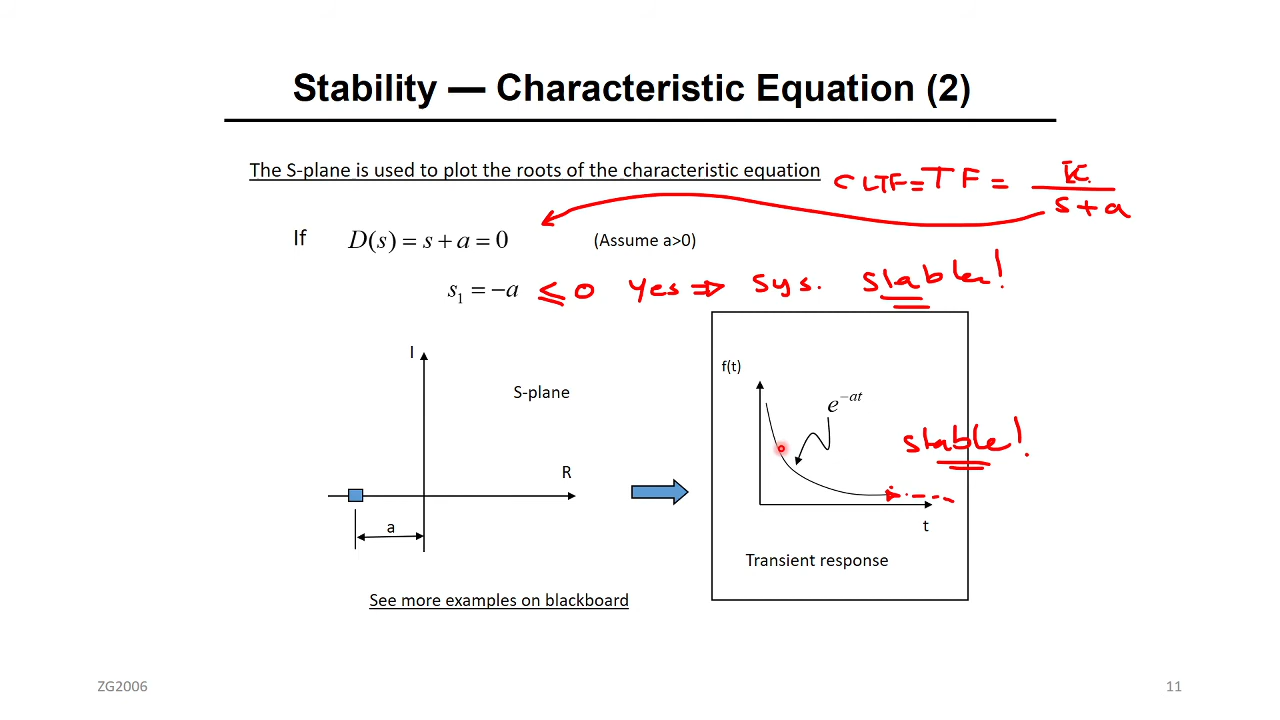 Stability — Characteristic Equation (2)
The S-plane is used to plot the roots of the characteristic equation
CLTF = TF = K / s + a
If D(s) = s + a = 0 (Assume a>0)
s₁ = −a ≤ 0 Yes ⇒ sys. stable!
I
S-plane
R
a
See more examples on blackboard
f(t)
e^{−at}
stable!
t
Transient response
ZG2006
11